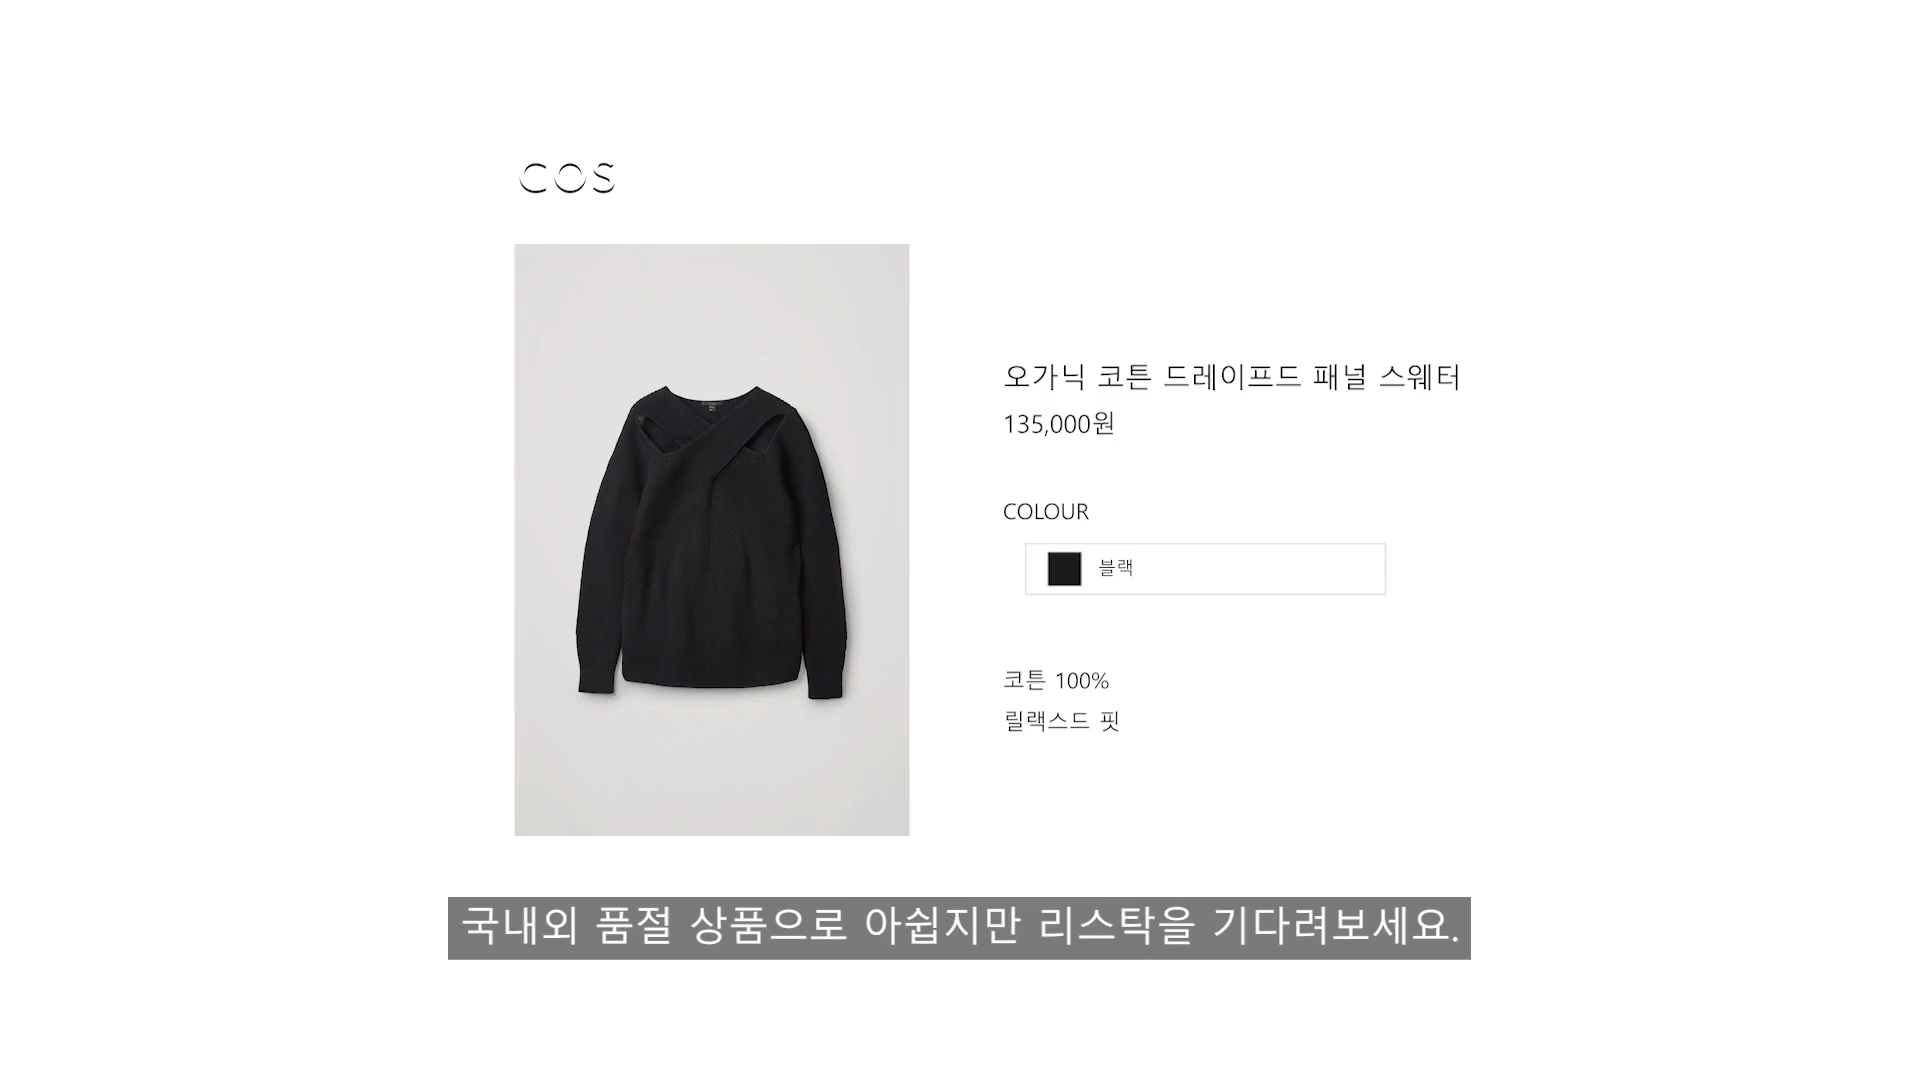 COS
오가닉 코튼 드레이프드 패널 스웨터
135,000원
COLOUR
블랙
코튼 100%
릴랙스드 핏
국내외 품절 상품으로 아쉽지만 리스탁을 기다려보세요.